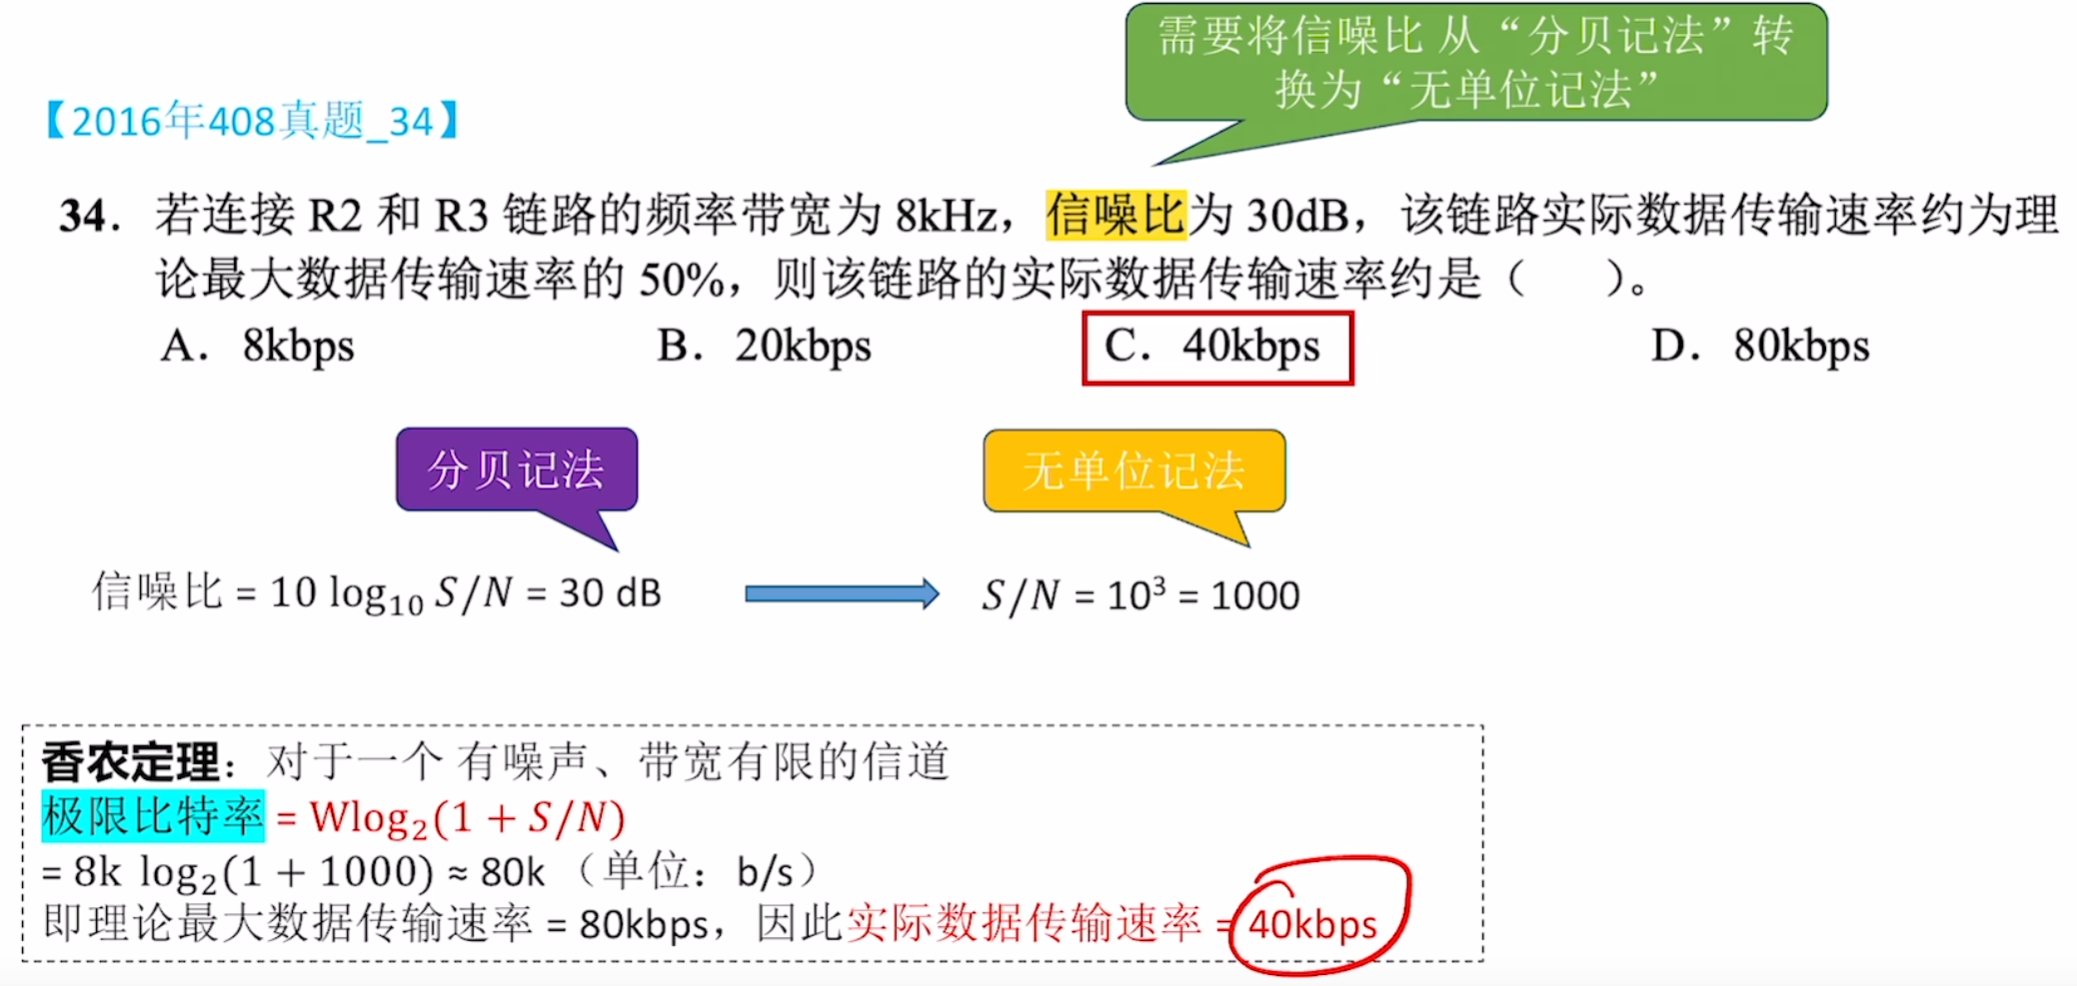 需要将信噪比 从“分贝记法”转
换为“无单位记法”
【2016年408真题_34】
34. 若连接 R2 和 R3 链路的频率带宽为 8kHz，信噪比为 30dB，该链路实际数据传输速率约为理
论最大数据传输速率的 50%，则该链路的实际数据传输速率约是（　　）。
A. 8kbps B. 20kbps C. 40kbps D. 80kbps
分贝记法 无单位记法
信噪比 = 10 log₁₀ S/N = 30 dB S/N = 10³ = 1000
香农定理：对于一个 有噪声、带宽有限的信道
极限比特率 = Wlog₂(1 + S/N)
= 8k log₂(1 + 1000) ≈ 80k （单位：b/s）
即理论最大数据传输速率 = 80kbps，因此实际数据传输速率 = 40kbps